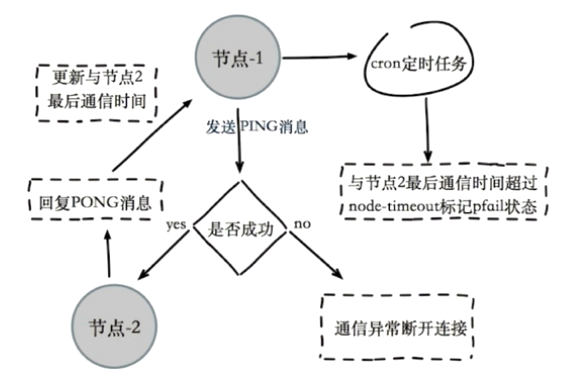 节点-1
cron定时任务
更新与节点2
最后通信时间
发送PING消息
与节点2最后通信时间超过
node-timeout标记pfail状态
回复PONG消息
yes
是否成功
no
节点-2
通信异常断开连接